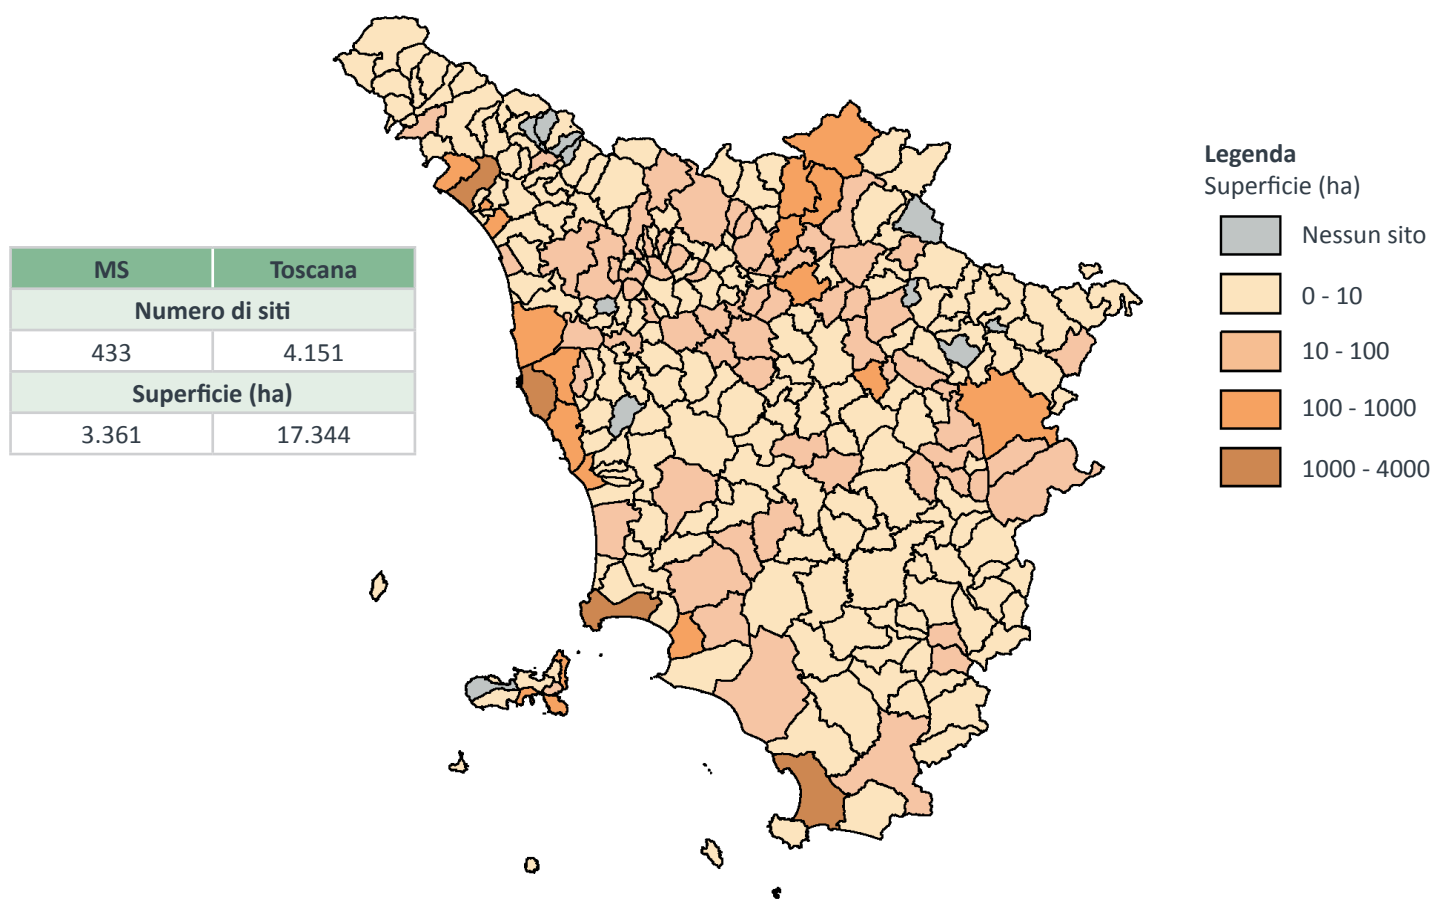 MS Toscana
Numero di siti
433 4.151
Superficie (ha)
3.361 17.344
Legenda
Superficie (ha)
Nessun sito
0 - 10
10 - 100
100 - 1000
1000 - 4000